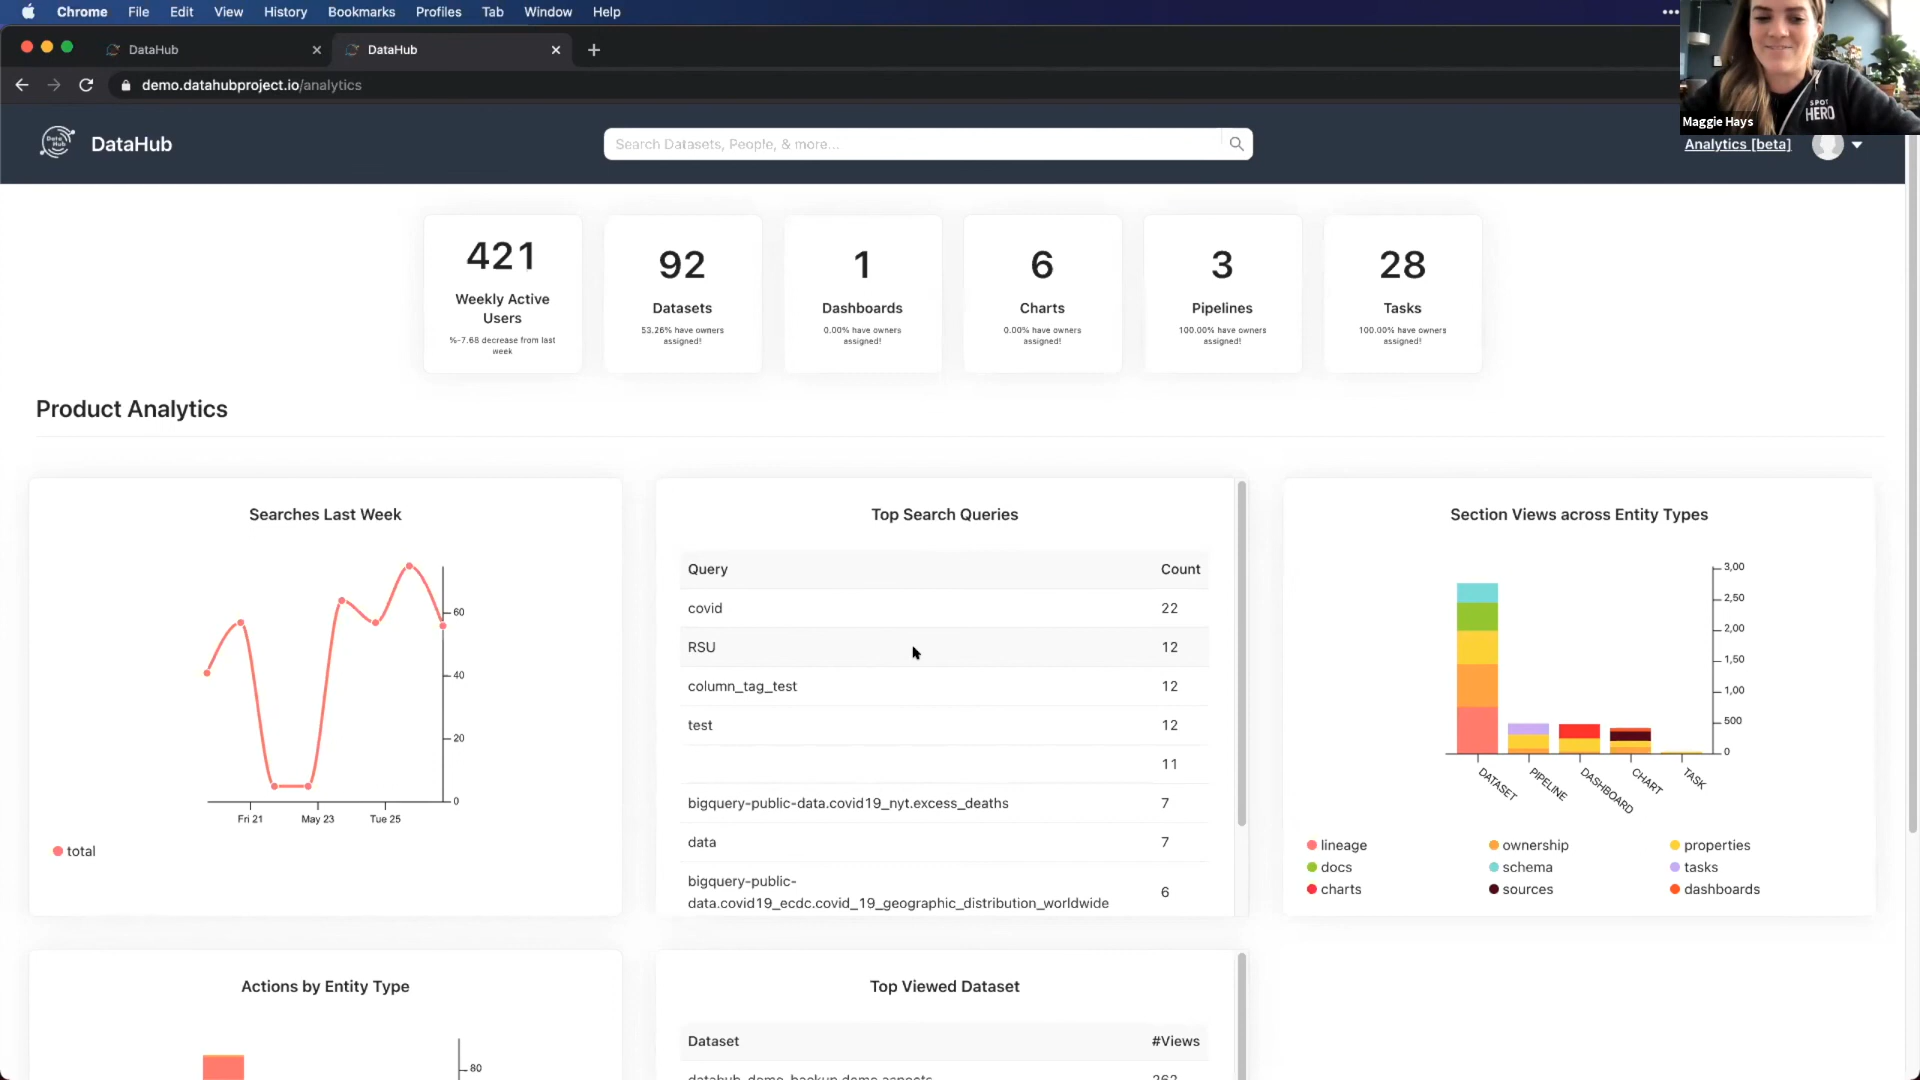 Chrome File Edit View History Bookmarks Profiles Tab Window Help
DataHub
DataHub
demo.datahubproject.io/analytics
SPOT
HERO
Maggie Hays
Data
Hub
DataHub
Search Datasets, People, & more...
Analytics [beta]
421
Weekly Active
Users
%-7.68 decrease from last
week
92
Datasets
53.26% have owners
assigned!
1
Dashboards
0.00% have owners
assigned!
6
Charts
0.00% have owners
assigned!
3
Pipelines
100.00% have owners
assigned!
28
Tasks
100.00% have owners
assigned!
Product Analytics
Searches Last Week
60
40
20
0
Fri 21 May 23 Tue 25
total
Top Search Queries
Query Count
covid 22
RSU 12
column_tag_test 12
test 12
11
bigquery-public-data.covid19_nyt.excess_deaths 7
data 7
bigquery-public-
data.covid19_ecdc.covid_19_geographic_distribution_worldwide 6
Section Views across Entity Types
3,00
2,50
2,00
1,50
1,00
500
0
DATASET PIPELINE DASHBOARD CHART TASK
lineage ownership properties
docs schema tasks
charts sources dashboards
Actions by Entity Type
80
Top Viewed Dataset
Dataset #Views